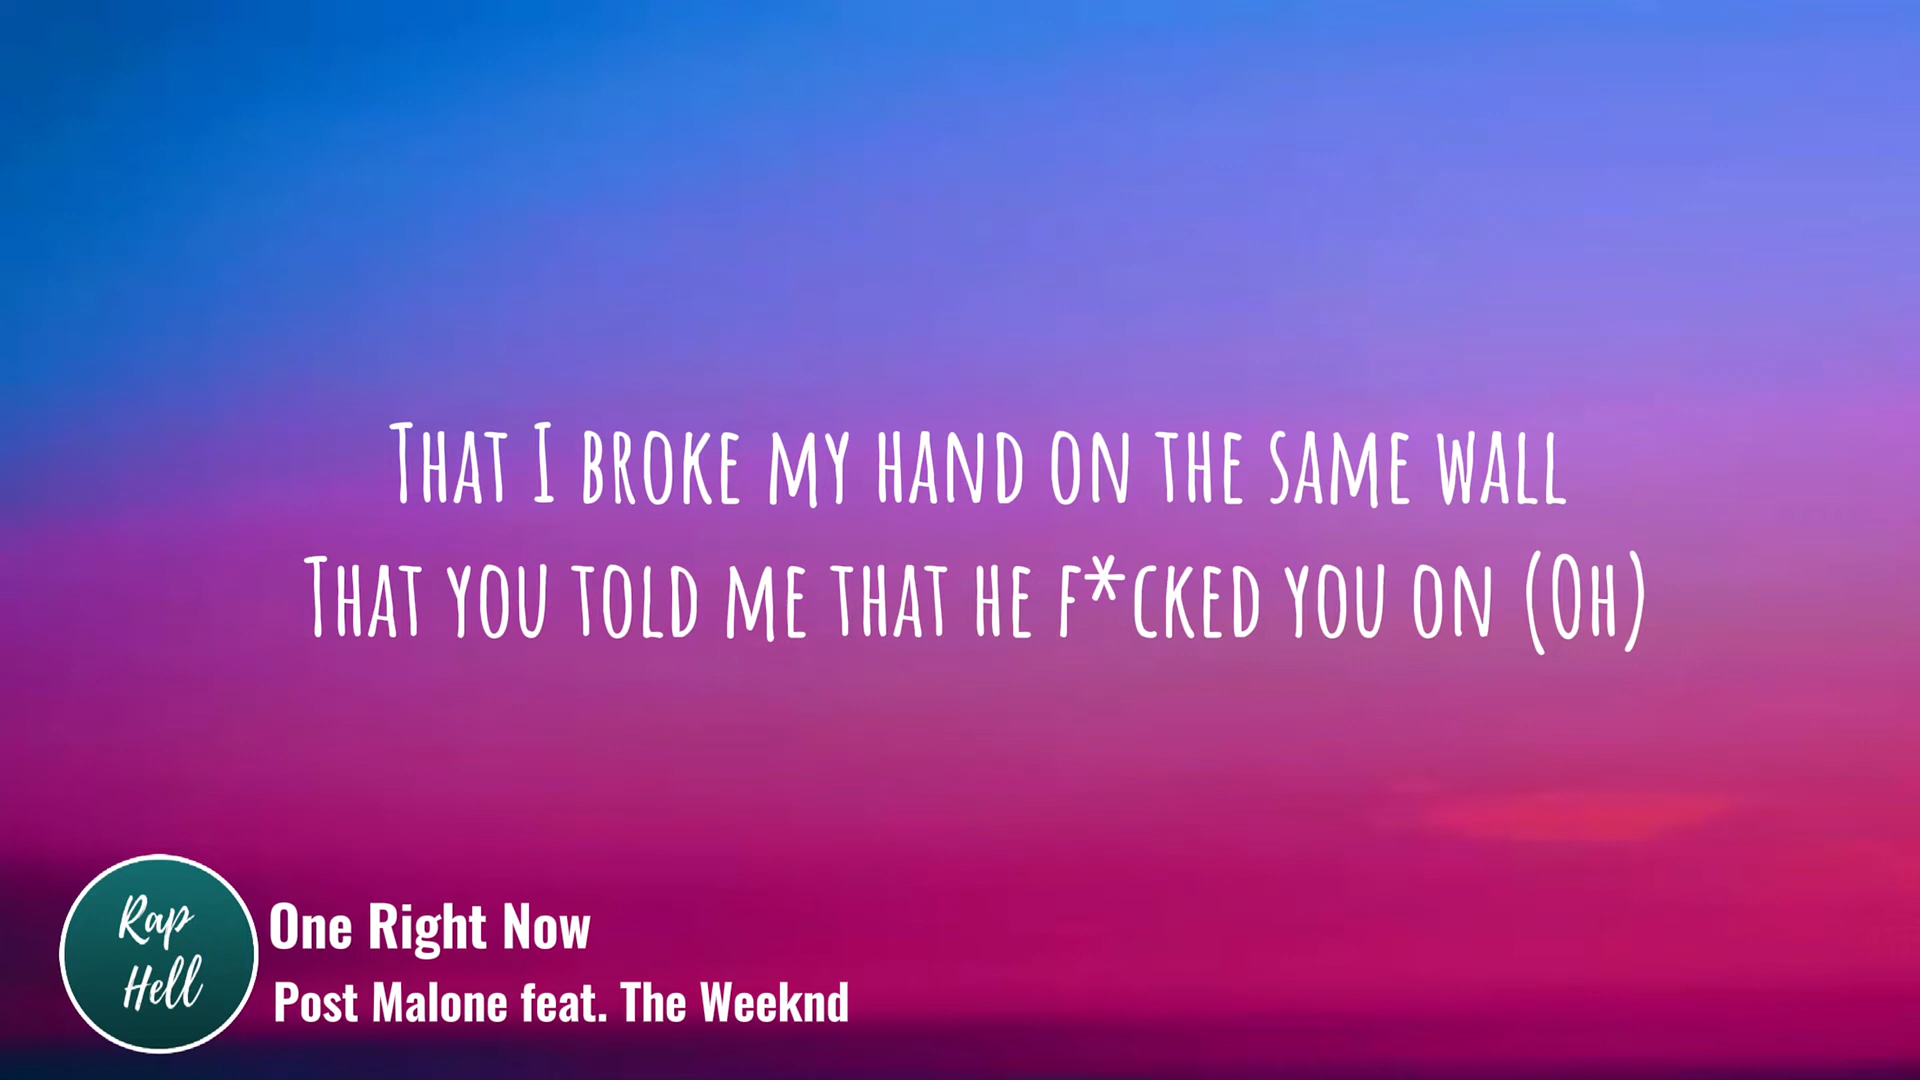 That I broke my hand on the same wall
That you told me that he f*cked you on (Oh)
Rap
Hell
One Right Now
Post Malone feat. The Weeknd